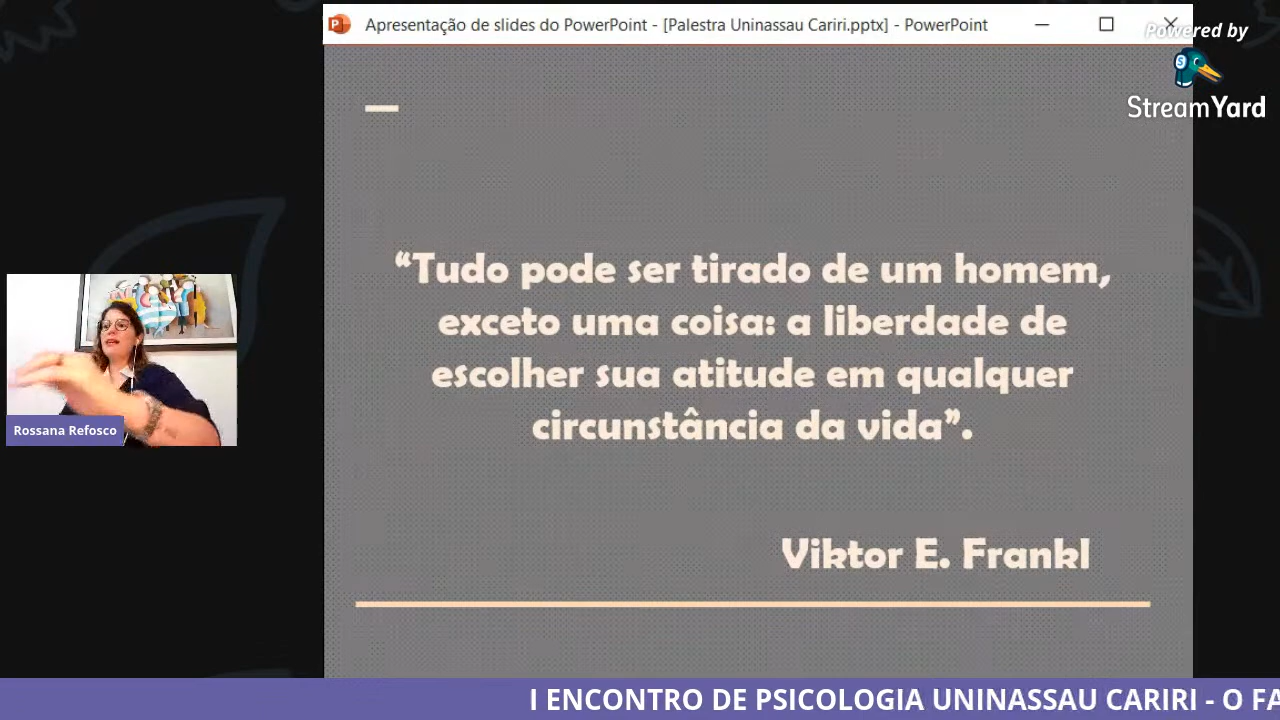 Apresentação de slides do PowerPoint - [Palestra Uninassau Cariri.pptx] - PowerPoint
Powered by
StreamYard
“Tudo pode ser tirado de um homem,
exceto uma coisa: a liberdade de
escolher sua atitude em qualquer
circunstância da vida”.
Viktor E. Frankl
Rossana Refosco
I ENCONTRO DE PSICOLOGIA UNINASSAU CARIRI - O FA